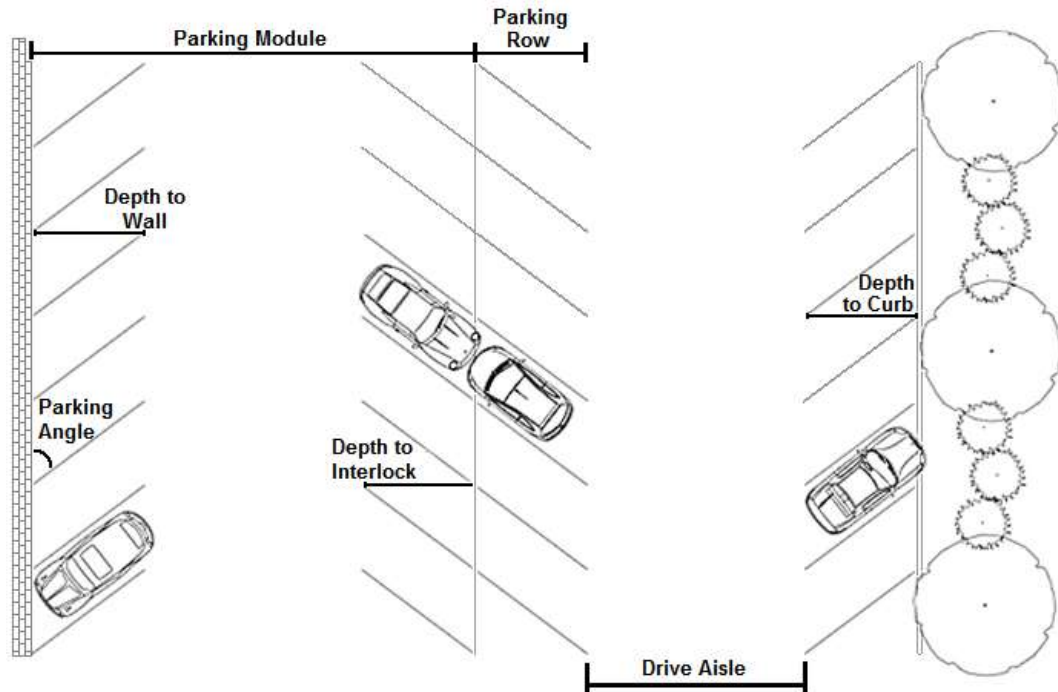 Parking Module
Parking
Row
Depth to
Wall
Depth
to Curb
Parking
Angle
Depth to
Interlock
Drive Aisle